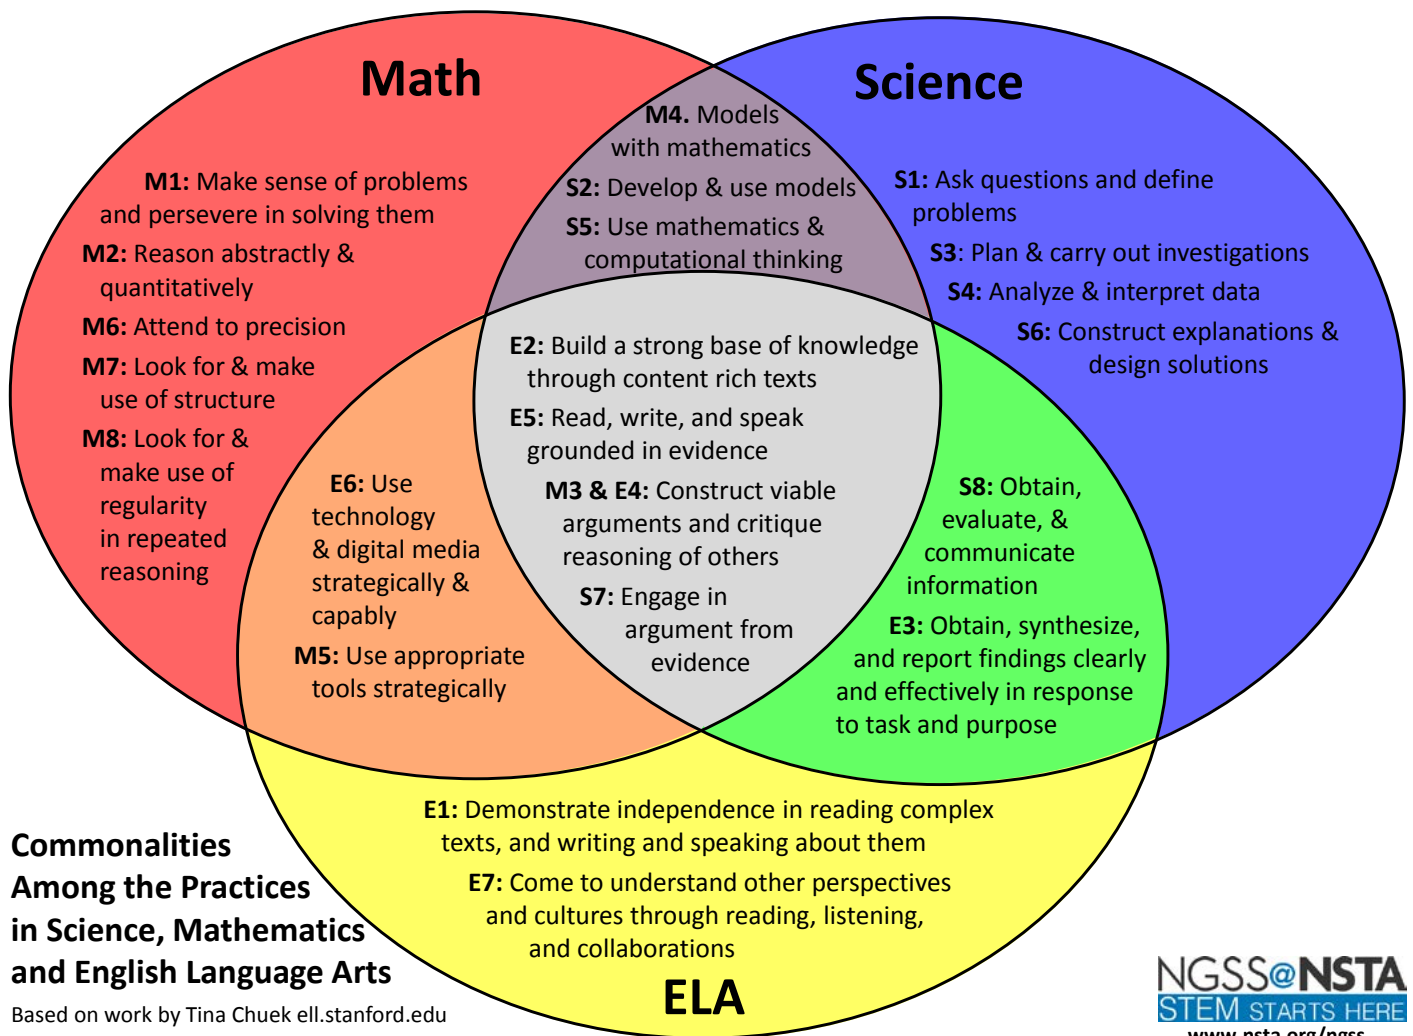 Math
Science
M4. Models
with mathematics
S2: Develop & use models
S5: Use mathematics &
computational thinking
M1: Make sense of problems
and persevere in solving them
M2: Reason abstractly &
quantitatively
M6: Attend to precision
M7: Look for & make
use of structure
M8: Look for &
make use of
regularity
in repeated
reasoning
S1: Ask questions and define
problems
S3: Plan & carry out investigations
S4: Analyze & interpret data
S6: Construct explanations &
design solutions
E2: Build a strong base of knowledge
through content rich texts
E5: Read, write, and speak
grounded in evidence
M3 & E4: Construct viable
arguments and critique
reasoning of others
S7: Engage in
argument from
evidence
E6: Use
technology
& digital media
strategically &
capably
M5: Use appropriate
tools strategically
S8: Obtain,
evaluate, &
communicate
information
E3: Obtain, synthesize,
and report findings clearly
and effectively in response
to task and purpose
E1: Demonstrate independence in reading complex
texts, and writing and speaking about them
E7: Come to understand other perspectives
and cultures through reading, listening,
and collaborations
ELA
Commonalities
Among the Practices
in Science, Mathematics
and English Language Arts
Based on work by Tina Chuek ell.stanford.edu
NGSS@NSTA
STEM STARTS HERE
www.nsta.org/ngss